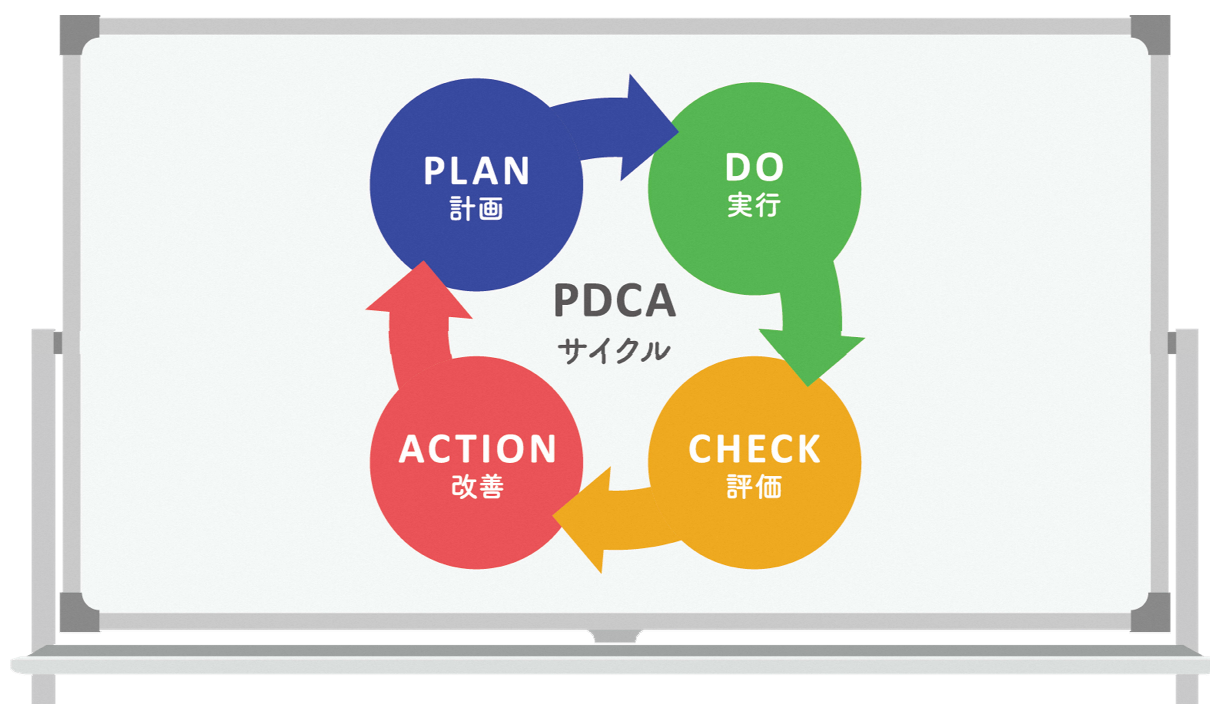 PLAN
計画
DO
実行
PDCA
サイクル
ACTION
改善
CHECK
評価